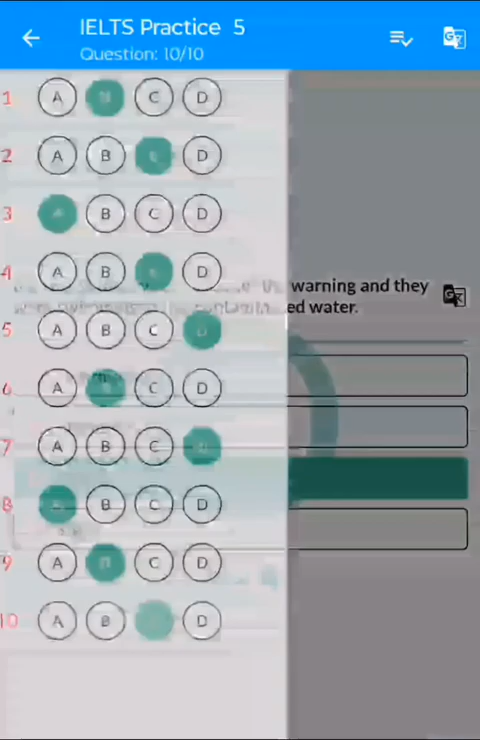 IELTS Practice 5
Question: 10/10
1 A B C D
2 A B C D
3 A B C D
4 A B C D
5 A B C D
6 A B C D
7 A B C D
8 A B C D
9 A B C D
10 A B D
warning and they
contaminated water.